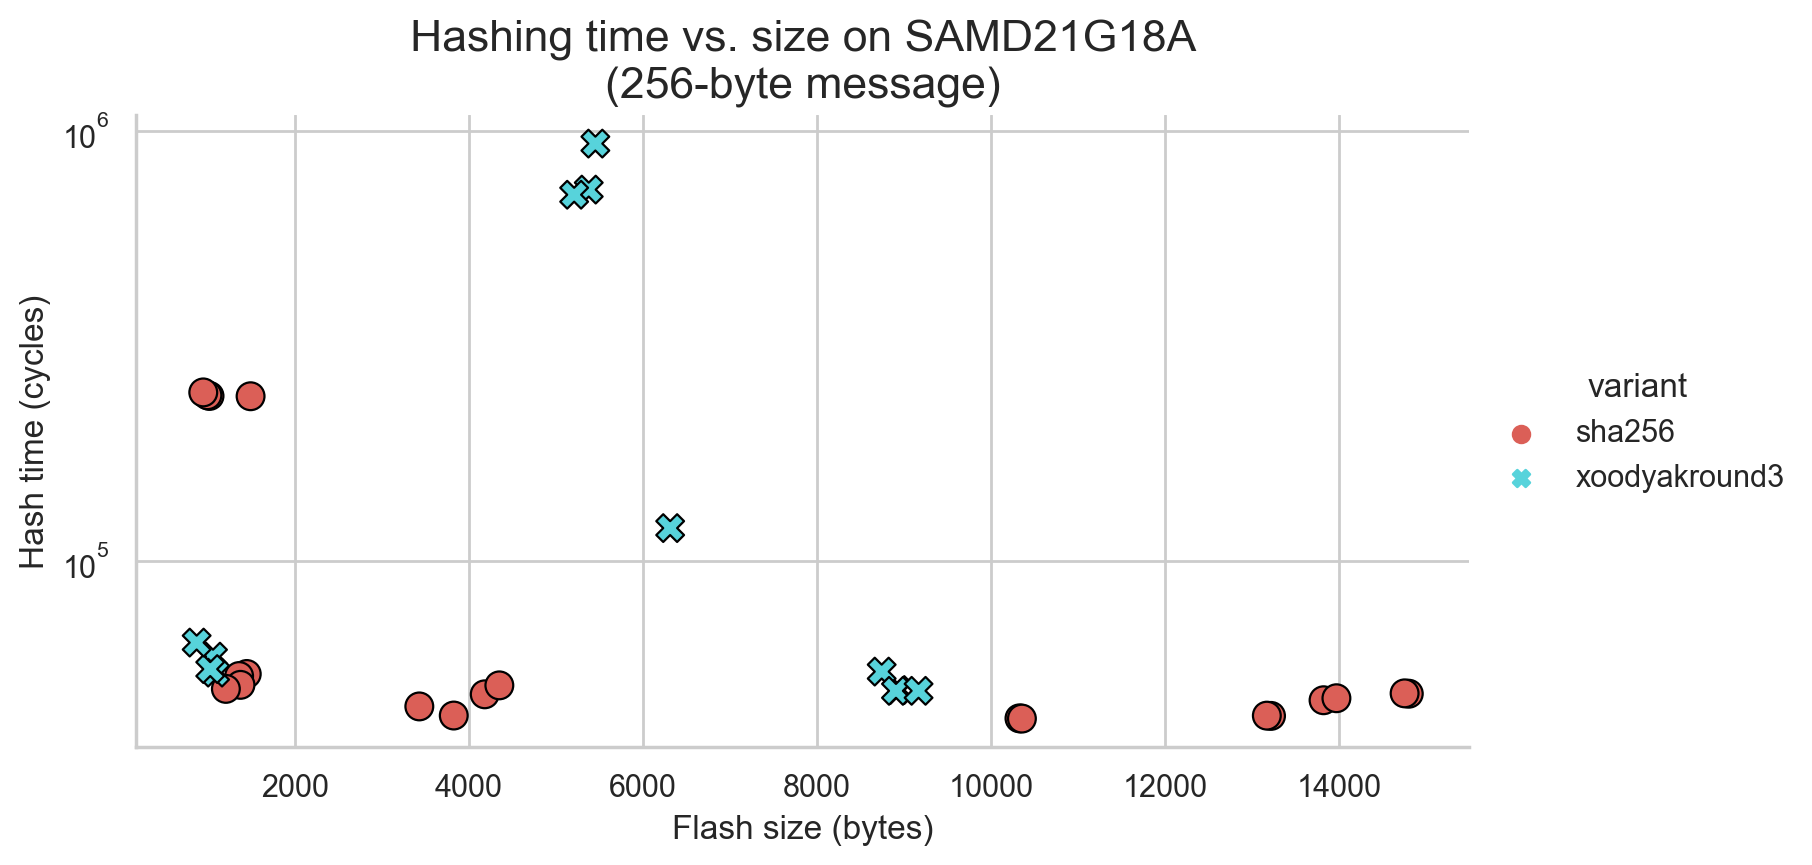 Hashing time vs. size on SAMD21G18A
(256-byte message)
10^6
10^5
Hash time (cycles)
2000 4000 6000 8000 10000 12000 14000
Flash size (bytes)
variant
sha256
xoodyakround3